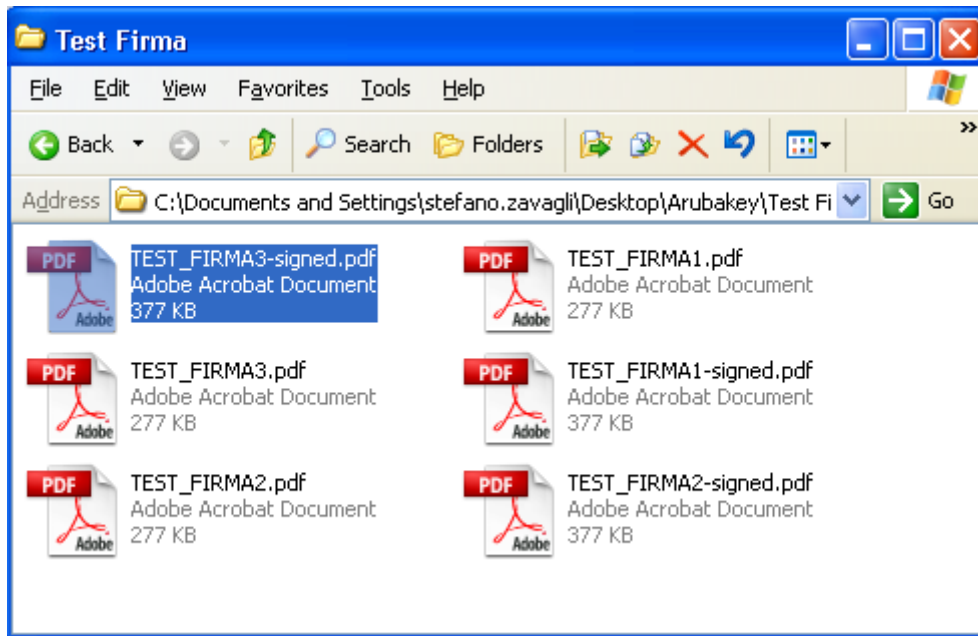 Test Firma
File Edit View Favorites Tools Help
Back Search Folders »
Address C:\Documents and Settings\stefano.zavagli\Desktop\Arubakey\Test Fi Go
PDF Adobe
TEST_FIRMA3-signed.pdf
Adobe Acrobat Document
377 KB
PDF Adobe
TEST_FIRMA1.pdf
Adobe Acrobat Document
277 KB
PDF Adobe
TEST_FIRMA3.pdf
Adobe Acrobat Document
277 KB
PDF Adobe
TEST_FIRMA1-signed.pdf
Adobe Acrobat Document
377 KB
PDF Adobe
TEST_FIRMA2.pdf
Adobe Acrobat Document
277 KB
PDF Adobe
TEST_FIRMA2-signed.pdf
Adobe Acrobat Document
377 KB